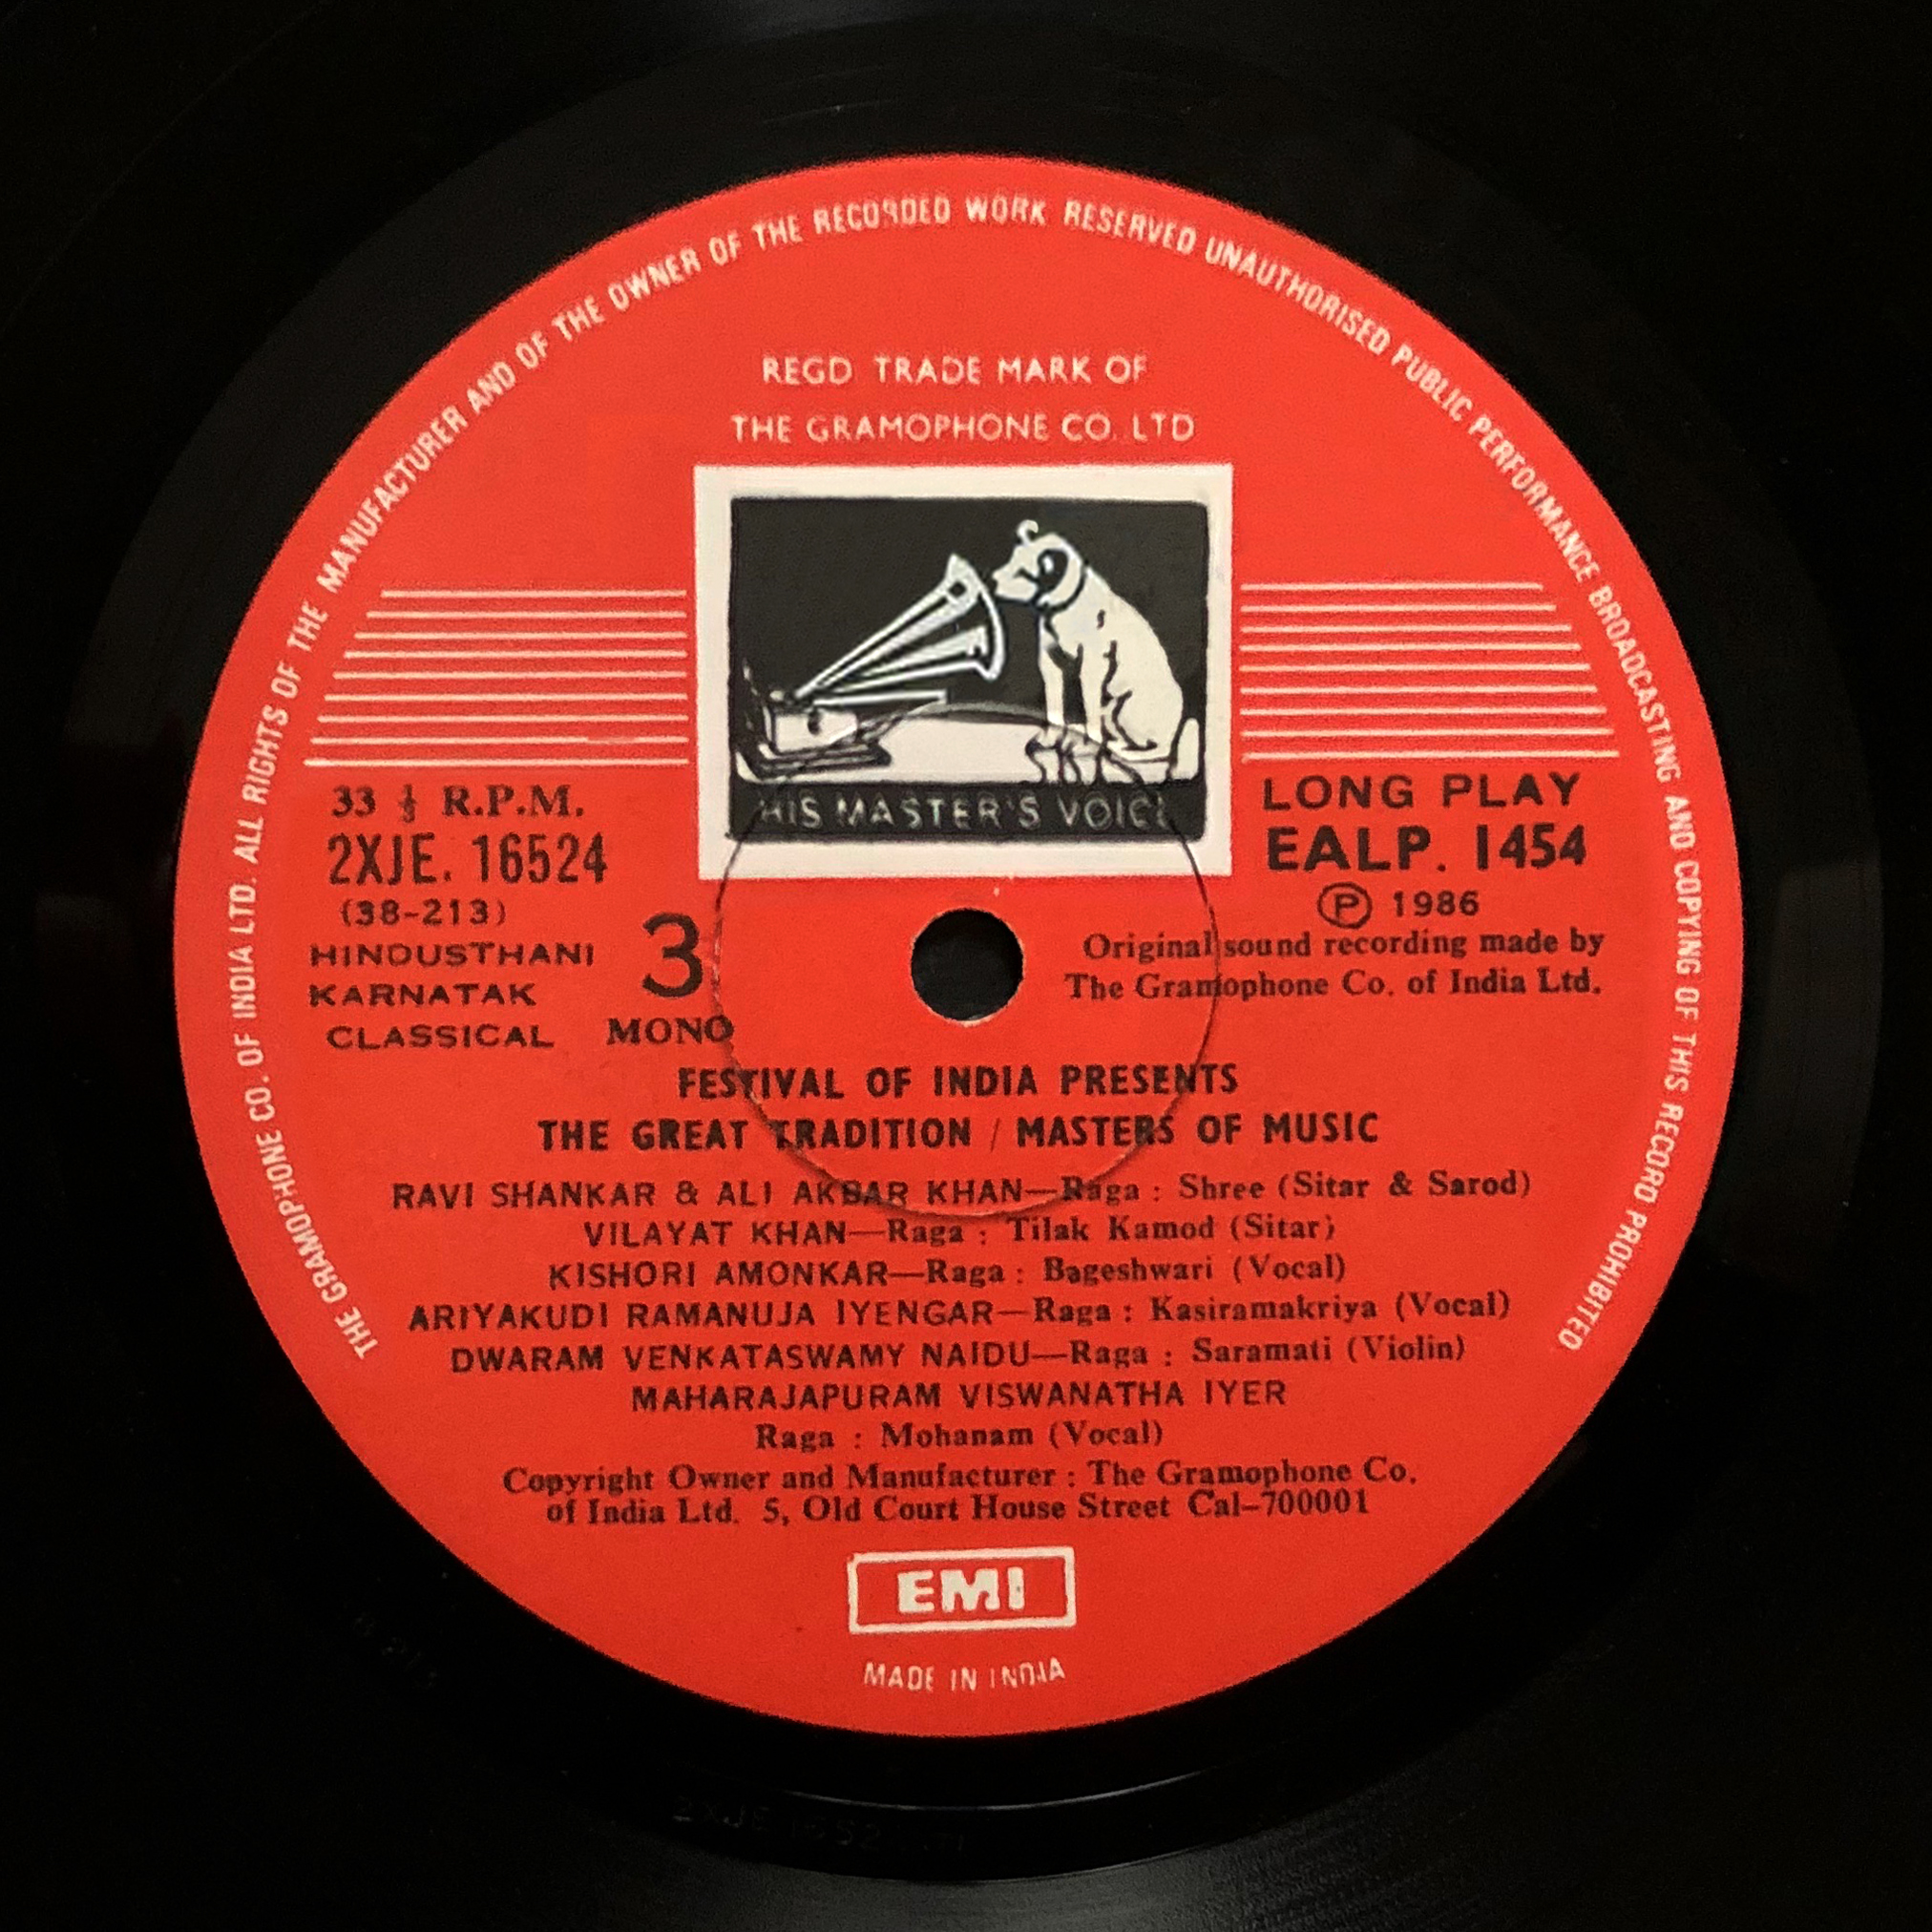 THE GRAMOPHONE CO. OF INDIA LTD. ALL RIGHTS OF THE MANUFACTURER AND OF THE OWNER OF THE RECORDED WORK RESERVED UNAUTHORISED PUBLIC PERFORMANCE BROADCASTING AND COPYING OF THIS RECORD PROHIBITED
REGD TRADE MARK OF
THE GRAMOPHONE CO. LTD
HIS MASTER'S VOICE
33 ⅓ R.P.M.
2XJE. 16524
(38-213)
HINDUSTHANI
KARNATAK
CLASSICAL
3
MONO
LONG PLAY
EALP. 1454
Ⓟ 1986
Original sound recording made by
The Gramophone Co. of India Ltd.
FESTIVAL OF INDIA PRESENTS
THE GREAT TRADITION / MASTERS OF MUSIC
RAVI SHANKAR & ALI AKBAR KHAN—Raga : Shree (Sitar & Sarod)
VILAYAT KHAN—Raga : Tilak Kamod (Sitar)
KISHORI AMONKAR—Raga : Bageshwari (Vocal)
ARIYAKUDI RAMANUJA IYENGAR—Raga : Kasiramakriya (Vocal)
DWARAM VENKATASWAMY NAIDU—Raga : Saramati (Violin)
MAHARAJAPURAM VISWANATHA IYER
Raga : Mohanam (Vocal)
Copyright Owner and Manufacturer : The Gramophone Co.
of India Ltd. 5, Old Court House Street Cal-700001
EMI
MADE IN INDIA